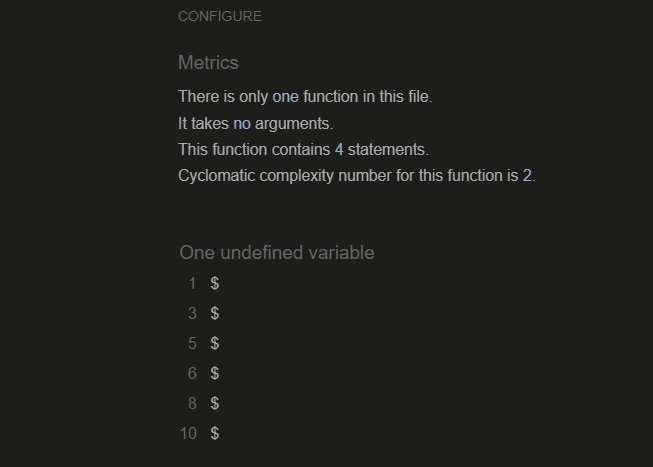 CONFIGURE
Metrics
There is only one function in this file.
It takes no arguments.
This function contains 4 statements.
Cyclomatic complexity number for this function is 2.
One undefined variable
1 $
3 $
5 $
6 $
8 $
10 $